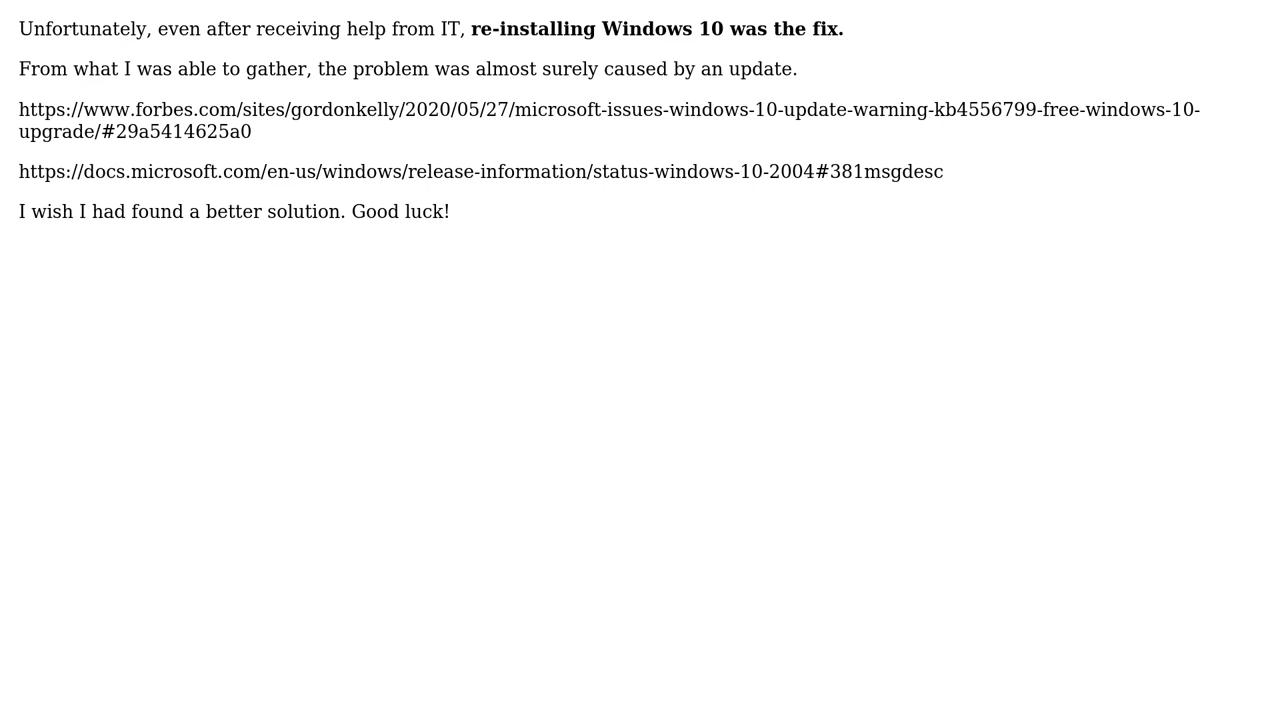 Unfortunately, even after receiving help from IT, re-installing Windows 10 was the fix.
From what I was able to gather, the problem was almost surely caused by an update.
https://www.forbes.com/sites/gordonkelly/2020/05/27/microsoft-issues-windows-10-update-warning-kb4556799-free-windows-10-
upgrade/#29a5414625a0
https://docs.microsoft.com/en-us/windows/release-information/status-windows-10-2004#381msgdesc
I wish I had found a better solution. Good luck!